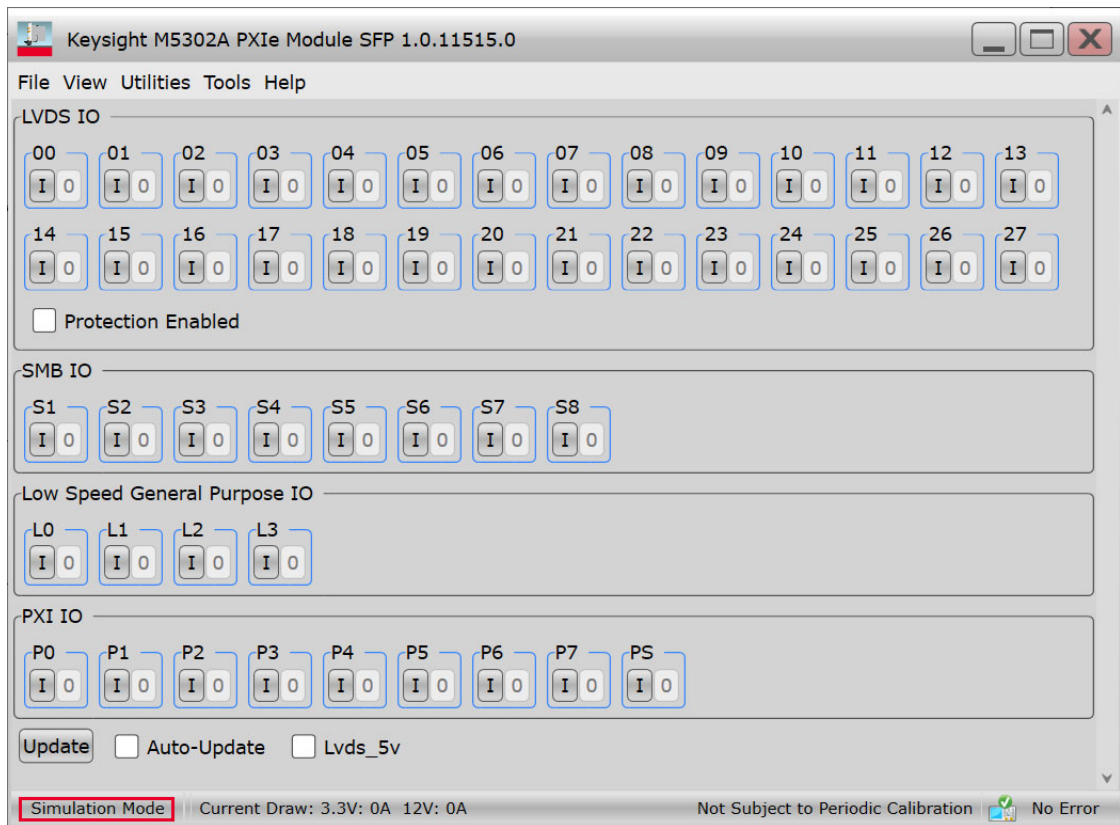 Keysight M5302A PXIe Module SFP 1.0.11515.0
File View Utilities Tools Help
LVDS IO
00 01 02 03 04 05 06 07 08 09 10 11 12 13
I 0 I 0 I 0 I 0 I 0 I 0 I 0 I 0 I 0 I 0 I 0 I 0 I 0 I 0
14 15 16 17 18 19 20 21 22 23 24 25 26 27
I 0 I 0 I 0 I 0 I 0 I 0 I 0 I 0 I 0 I 0 I 0 I 0 I 0 I 0
Protection Enabled
SMB IO
S1 S2 S3 S4 S5 S6 S7 S8
I 0 I 0 I 0 I 0 I 0 I 0 I 0 I 0
Low Speed General Purpose IO
L0 L1 L2 L3
I 0 I 0 I 0 I 0
PXI IO
P0 P1 P2 P3 P4 P5 P6 P7 PS
I 0 I 0 I 0 I 0 I 0 I 0 I 0 I 0 I 0
Update Auto-Update Lvds_5v
Simulation Mode Current Draw: 3.3V: 0A 12V: 0A Not Subject to Periodic Calibration No Error